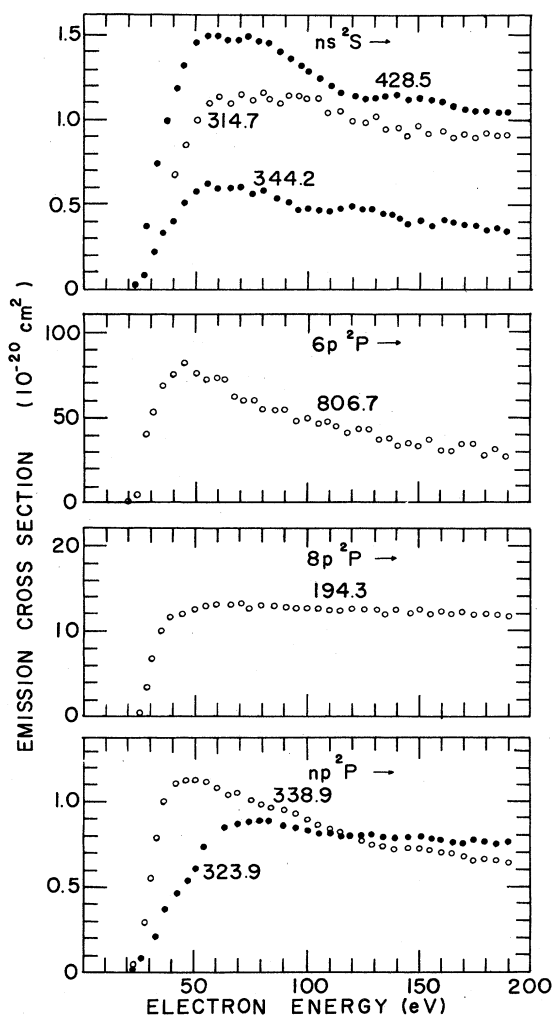 EMISSION CROSS SECTION (10⁻²⁰ cm²)
1.5
1.0
0.5
0
ns ²S →
428.5
314.7
344.2
100
50
0
6p ²P →
806.7
20
10
0
8p ²P →
194.3
1.0
0.5
0
np ²P →
338.9
323.9
50 100 150 200
ELECTRON ENERGY (eV)